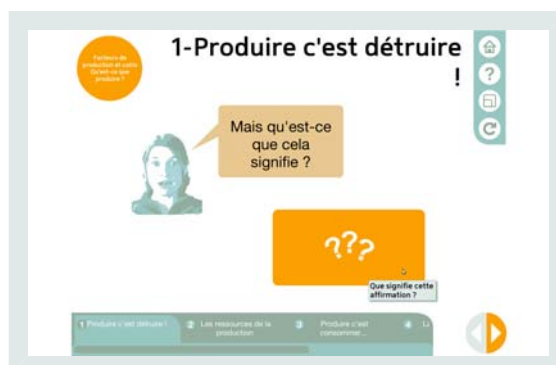 Facteurs de
production et coûts
Qu'est-ce que
produire ?
1-Produire c'est détruire
!
?
Mais qu'est-ce
que cela
signifie ?
???
Que signifie cette
affirmation ?
1 Produire c'est détruire !
2 Les ressources de la
production
3 Produire c'est
consommer...
4